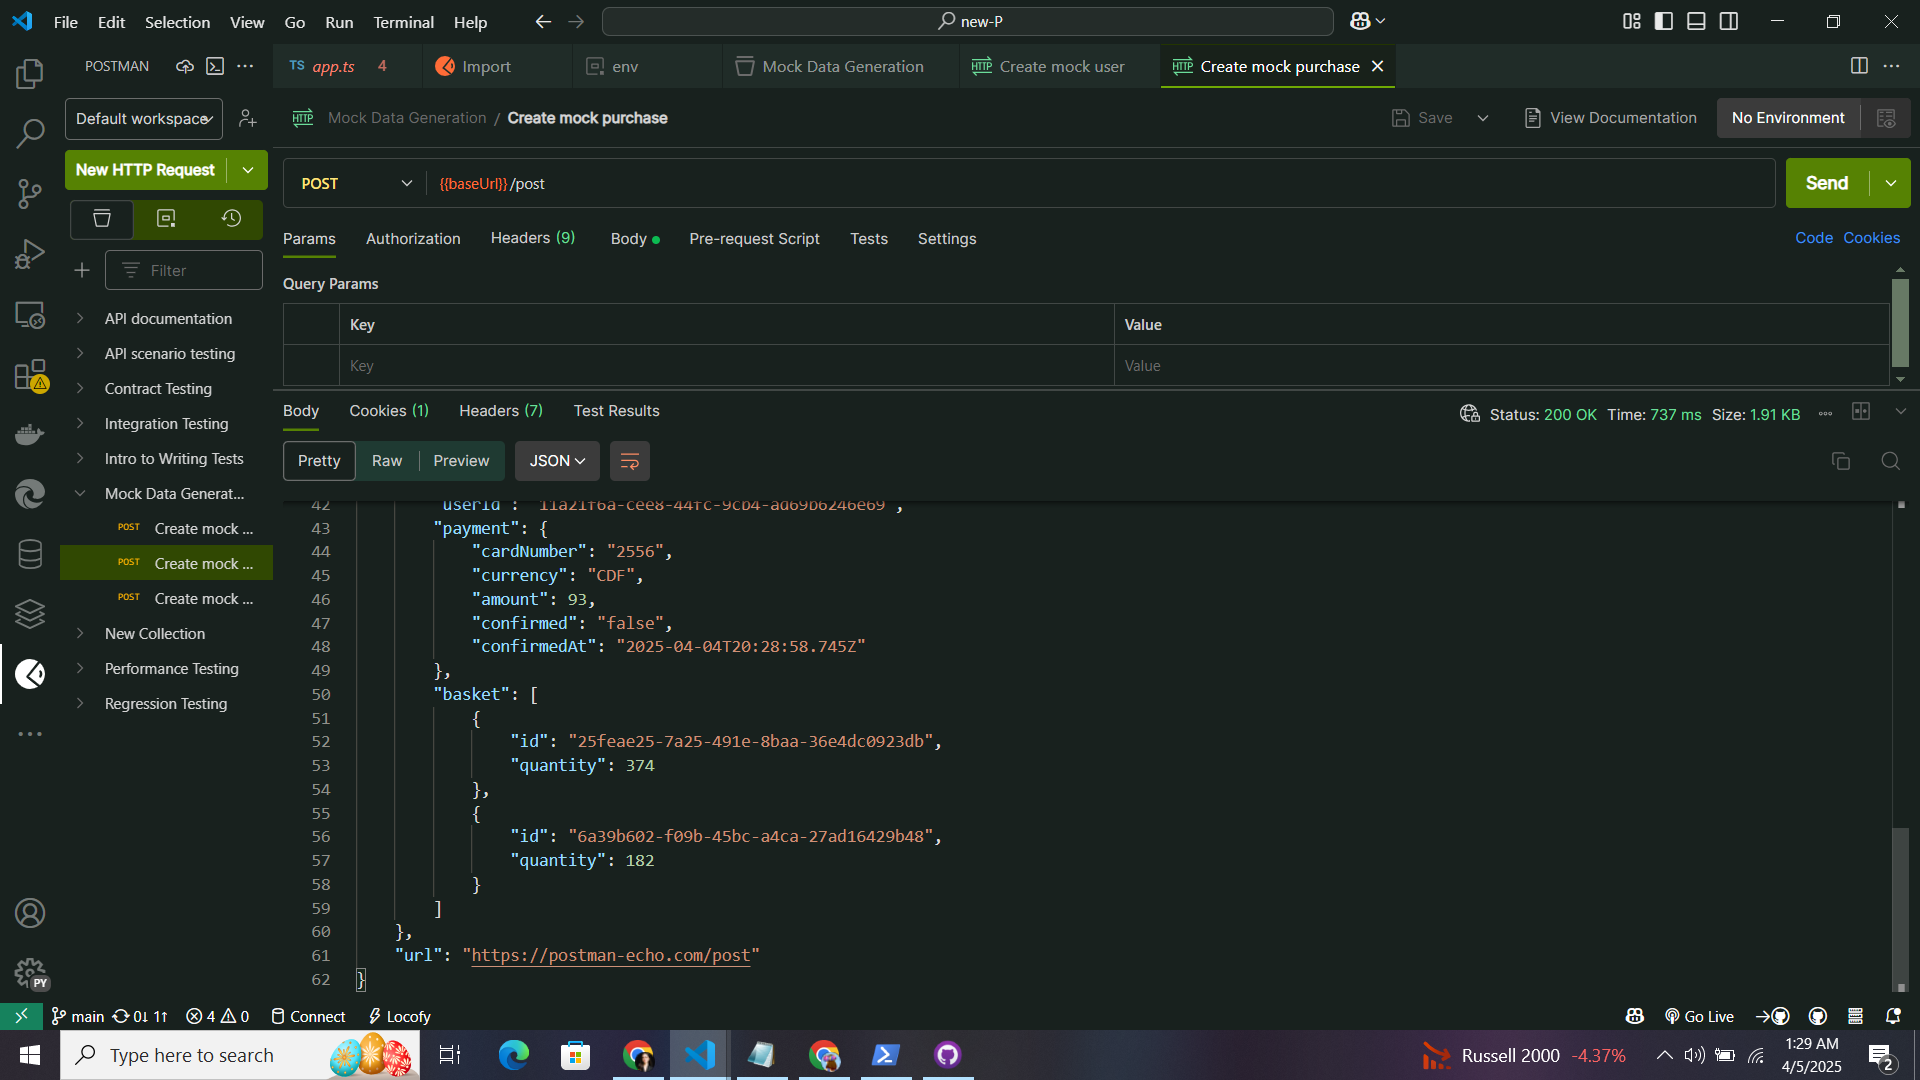 File Edit Selection View Go Run Terminal Help
new-P
POSTMAN
TS app.ts 4
Import
env
Mock Data Generation
HTTP Create mock user
HTTP Create mock purchase
Default workspace
HTTP Mock Data Generation / Create mock purchase
Save
View Documentation
No Environment
New HTTP Request
POST {{baseUrl}}/post
Send
Params Authorization Headers (9) Body Pre-request Script Tests Settings
Code Cookies
Filter
Query Params
Key Value
Key Value
API documentation
API scenario testing
Contract Testing
Integration Testing
Intro to Writing Tests
Mock Data Generat...
POST Create mock ...
POST Create mock ...
POST Create mock ...
New Collection
Performance Testing
Regression Testing
Body Cookies (1) Headers (7) Test Results
Status: 200 OK Time: 737 ms Size: 1.91 KB
Pretty Raw Preview JSON
42 "userId": "11a21f6a-cee8-44fc-9cb4-ad69b6246e69",
43 "payment": {
44 "cardNumber": "2556",
45 "currency": "CDF",
46 "amount": 93,
47 "confirmed": "false",
48 "confirmedAt": "2025-04-04T20:28:58.745Z"
49 },
50 "basket": [
51 {
52 "id": "25feae25-7a25-491e-8baa-36e4dc0923db",
53 "quantity": 374
54 },
55 {
56 "id": "6a39b602-f09b-45bc-a4ca-27ad16429b48",
57 "quantity": 182
58 }
59 ]
60 },
61 "url": "https://postman-echo.com/post"
62 }
PY
main 0↓ 1↑ 4 0 Connect Locofy
Go Live
Type here to search
Russell 2000 -4.37%
1:29 AM
4/5/2025
2